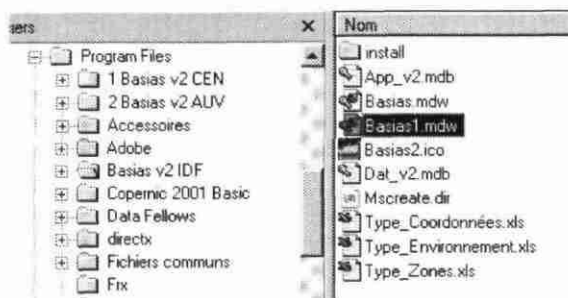 sers
Program Files
1 Basias v2 CEN
2 Basias v2 AUV
Accessoires
Adobe
Basias v2 IDF
Copernic 2001 Basic
Data Fellows
directx
Fichiers communs
Frx
Nom
install
App_v2.mdb
Basias.mdw
Basias1.mdw
Basias2.ico
Dat_v2.mdb
Mscreate.dir
Type_Coordonnées.xls
Type_Environnement.xls
Type_Zones.xls